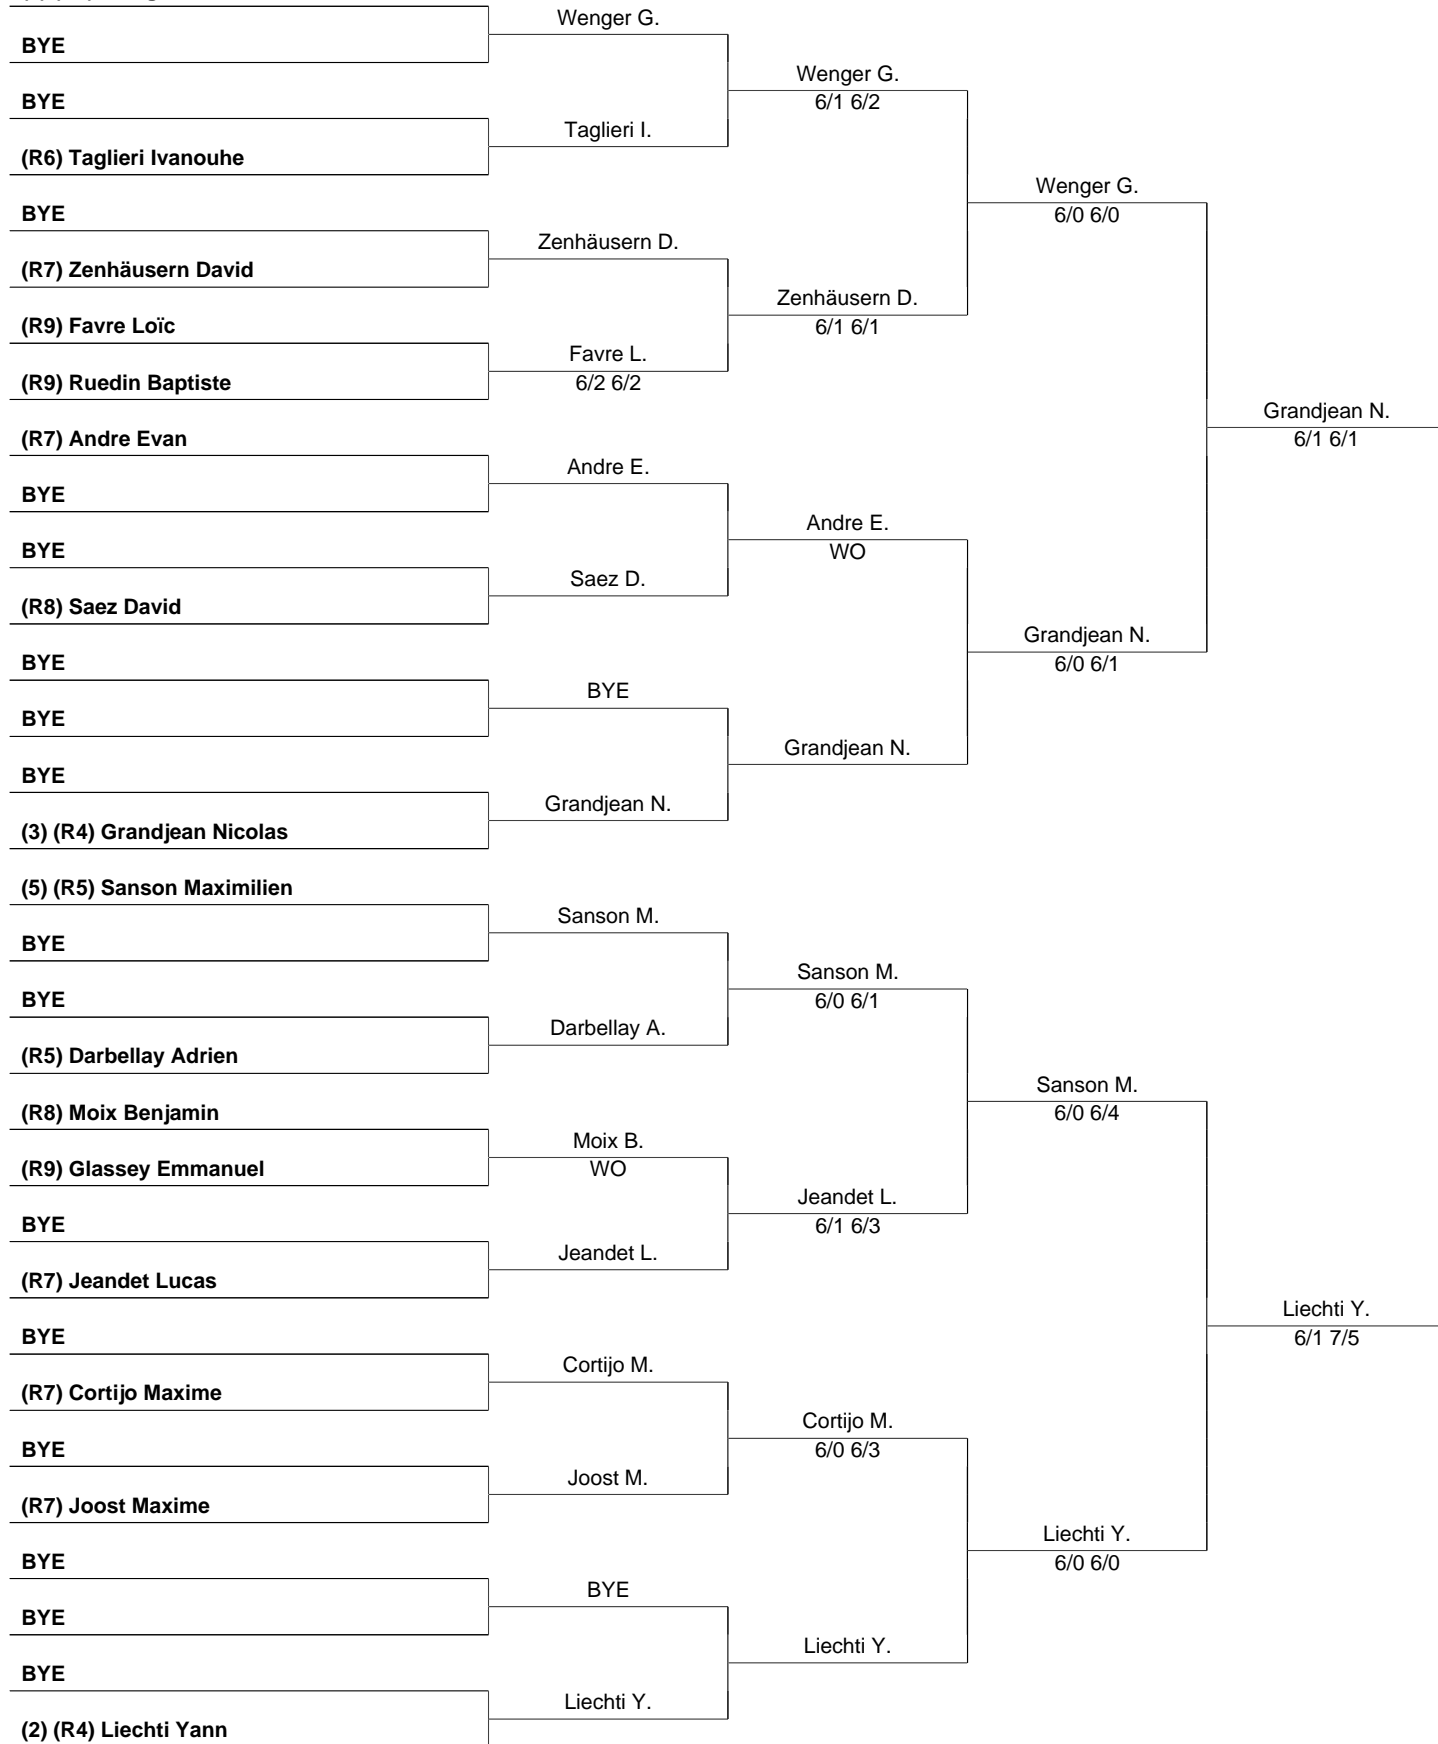 Wenger G.
BYE
Wenger G.
BYE
6/1 6/2
Taglieri I.
(R6) Taglieri Ivanouhe
Wenger G.
BYE
6/0 6/0
Zenhäusern D.
(R7) Zenhäusern David
Zenhäusern D.
(R9) Favre Loïc
6/1 6/1
Favre L.
(R9) Ruedin Baptiste
6/2 6/2
Grandjean N.
(R7) Andre Evan
6/1 6/1
Andre E.
BYE
Andre E.
BYE
WO
Saez D.
(R8) Saez David
Grandjean N.
BYE
6/0 6/1
BYE
BYE
Grandjean N.
BYE
Grandjean N.
(3) (R4) Grandjean Nicolas
(5) (R5) Sanson Maximilien
Sanson M.
BYE
Sanson M.
BYE
6/0 6/1
Darbellay A.
(R5) Darbellay Adrien
Sanson M.
(R8) Moix Benjamin
6/0 6/4
Moix B.
(R9) Glassey Emmanuel
WO
Jeandet L.
BYE
6/1 6/3
Jeandet L.
(R7) Jeandet Lucas
Liechti Y.
BYE
6/1 7/5
Cortijo M.
(R7) Cortijo Maxime
Cortijo M.
BYE
6/0 6/3
Joost M.
(R7) Joost Maxime
Liechti Y.
BYE
6/0 6/0
BYE
BYE
Liechti Y.
BYE
Liechti Y.
(2) (R4) Liechti Yann